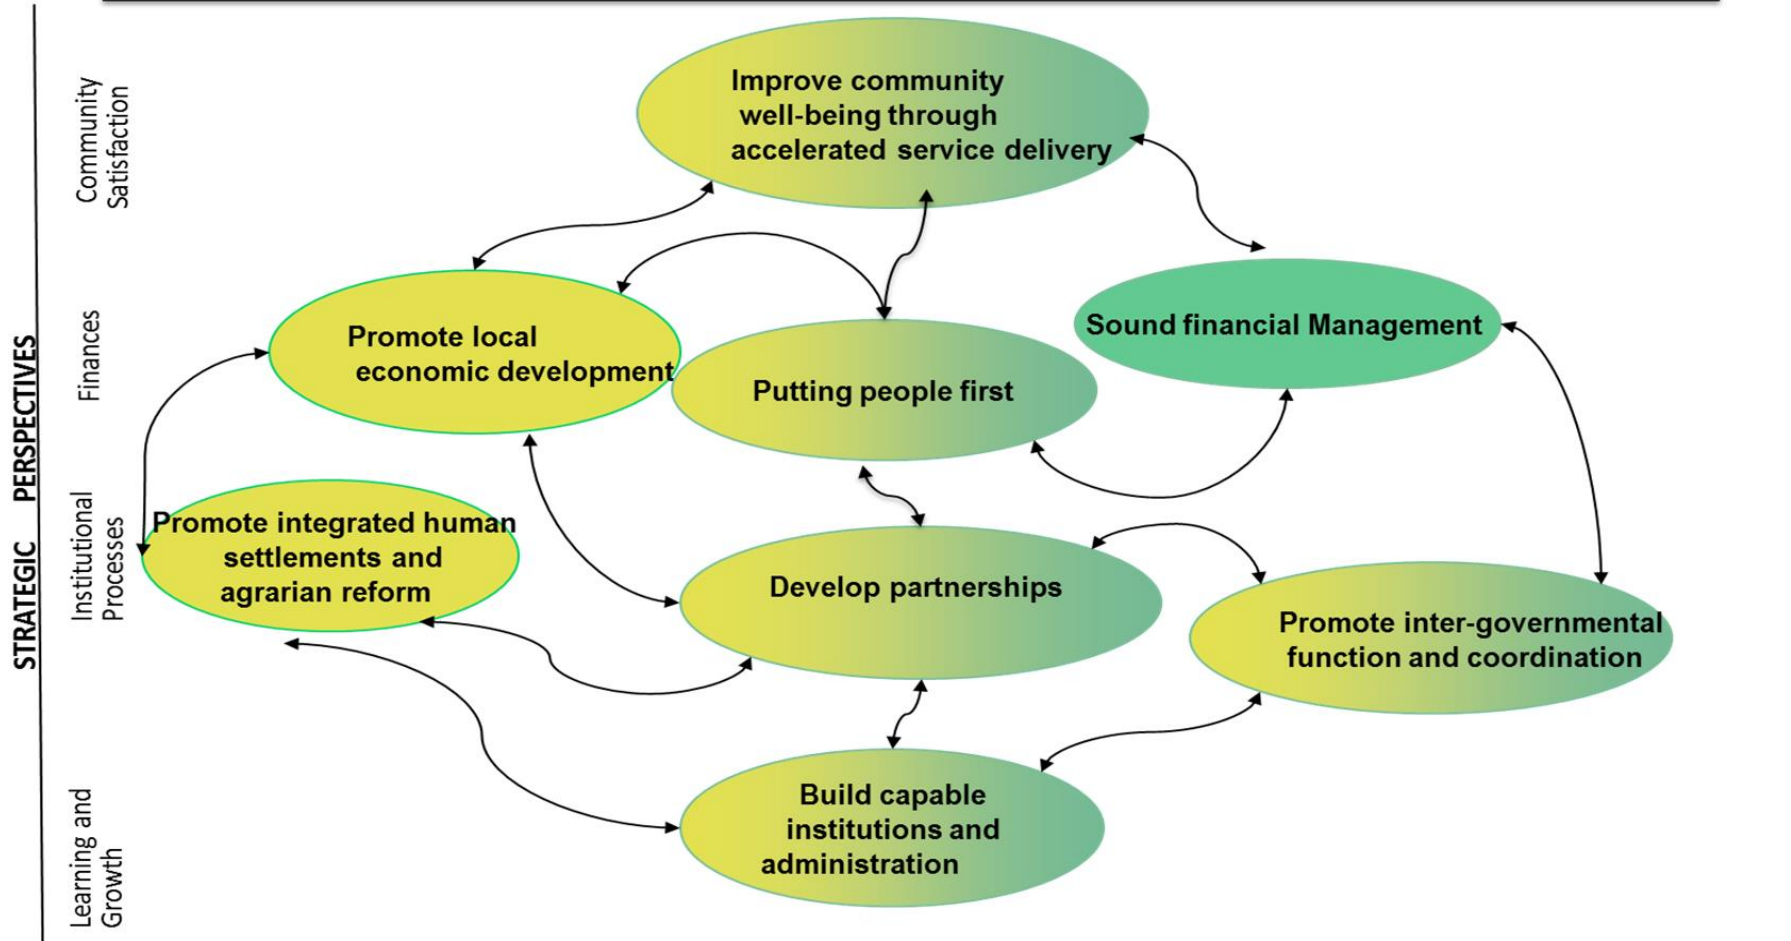 STRATEGIC PERSPECTIVES
Community
Satisfaction
Finances
Institutional
Processes
Learning and
Growth
Improve community
well-being through
accelerated service delivery
Promote local
economic development
Putting people first
Sound financial Management
Promote integrated human
settlements and
agrarian reform
Develop partnerships
Promote inter-governmental
function and coordination
Build capable
institutions and
administration